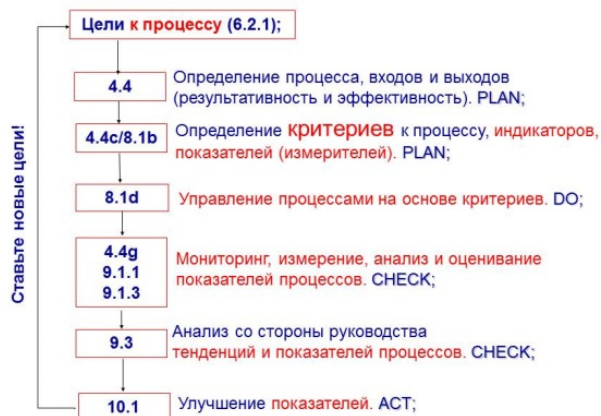 Цели к процессу (6.2.1);
4.4
Определение процесса, входов и выходов
(результативность и эффективность). PLAN;
4.4c/8.1b
Определение критериев к процессу, индикаторов,
показателей (измерителей). PLAN;
8.1d
Управление процессами на основе критериев. DO;
4.4g
9.1.1
9.1.3
Мониторинг, измерение, анализ и оценивание
показателей процессов. CHECK;
9.3
Анализ со стороны руководства
тенденций и показателей процессов. CHECK;
10.1
Улучшение показателей. ACT;
Ставьте новые цели!